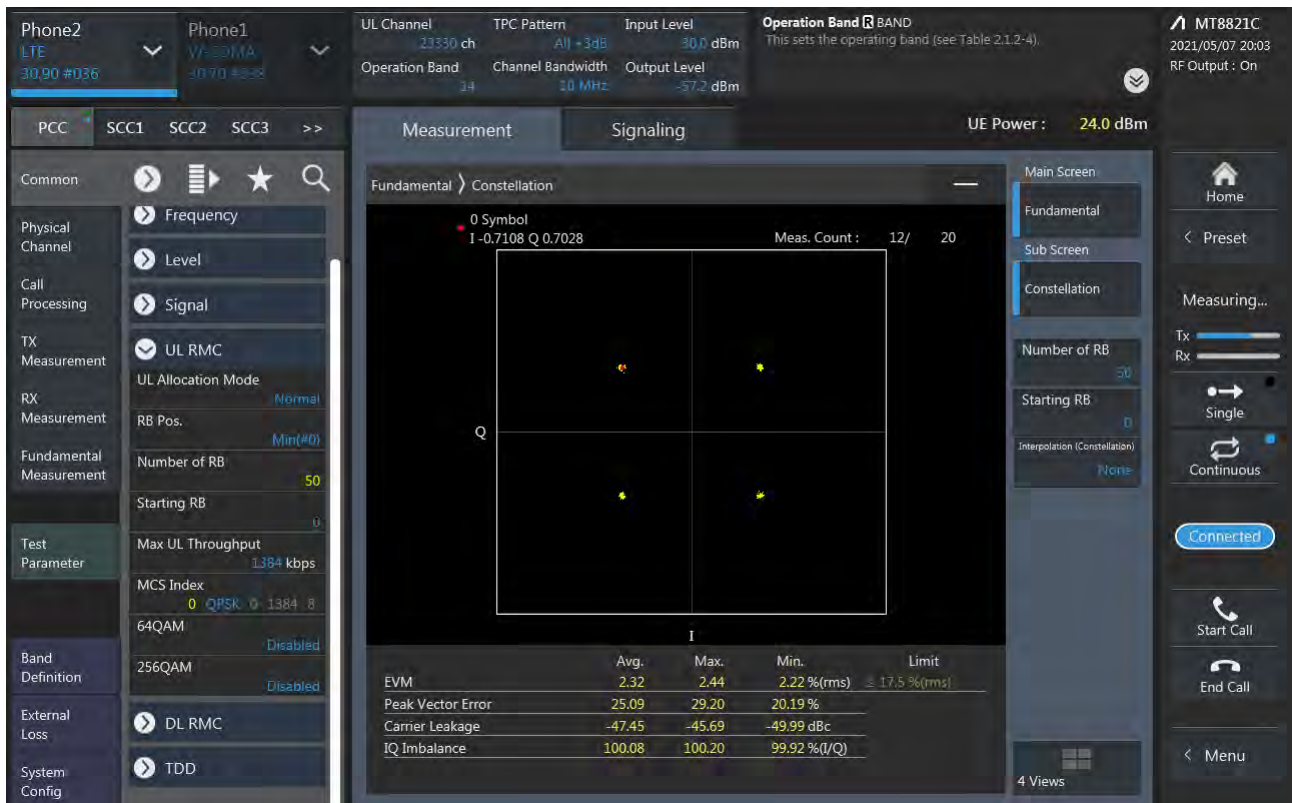 Phone2
LTE
30.90 #036
Phone1
W-CDMA
UL Channel
23330 ch
Operation Band
14
TPC Pattern
All +3dB
Channel Bandwidth
10 MHz
Input Level
30.0 dBm
Output Level
-57.2 dBm
Operation Band R BAND
This sets the operating band (see Table 2.1.2-4).
MT8821C
2021/05/07 20:03
RF Output : On
PCC SCC1 SCC2 SCC3 >>
Measurement
Signaling
UE Power : 24.0 dBm
Common
Physical
Channel
Call
Processing
TX
Measurement
RX
Measurement
Fundamental
Measurement
Test
Parameter
Band
Definition
External
Loss
System
Config
Frequency
Level
Signal
UL RMC
UL Allocation Mode
Normal
RB Pos.
Min(#0)
Number of RB
50
Starting RB
0
Max UL Throughput
1384 kbps
MCS Index
0 QPSK 0 1384 8
64QAM
Disabled
256QAM
Disabled
DL RMC
TDD
Fundamental 〉 Constellation
0 Symbol
I -0.7108 Q 0.7028
Meas. Count : 12/ 20
Q
I
Avg. Max. Min. Limit
EVM 2.32 2.44 2.22 %(rms) ≤ 17.5 %(rms)
Peak Vector Error 25.09 29.20 20.19 %
Carrier Leakage -47.45 -45.69 -49.99 dBc
IQ Imbalance 100.08 100.20 99.92 %(I/Q)
Main Screen
Fundamental
Sub Screen
Constellation
Number of RB
50
Starting RB
0
Interpolation (Constellation)
None
4 Views
Home
< Preset
Measuring...
Tx
Rx
Single
Continuous
Connected
Start Call
End Call
< Menu